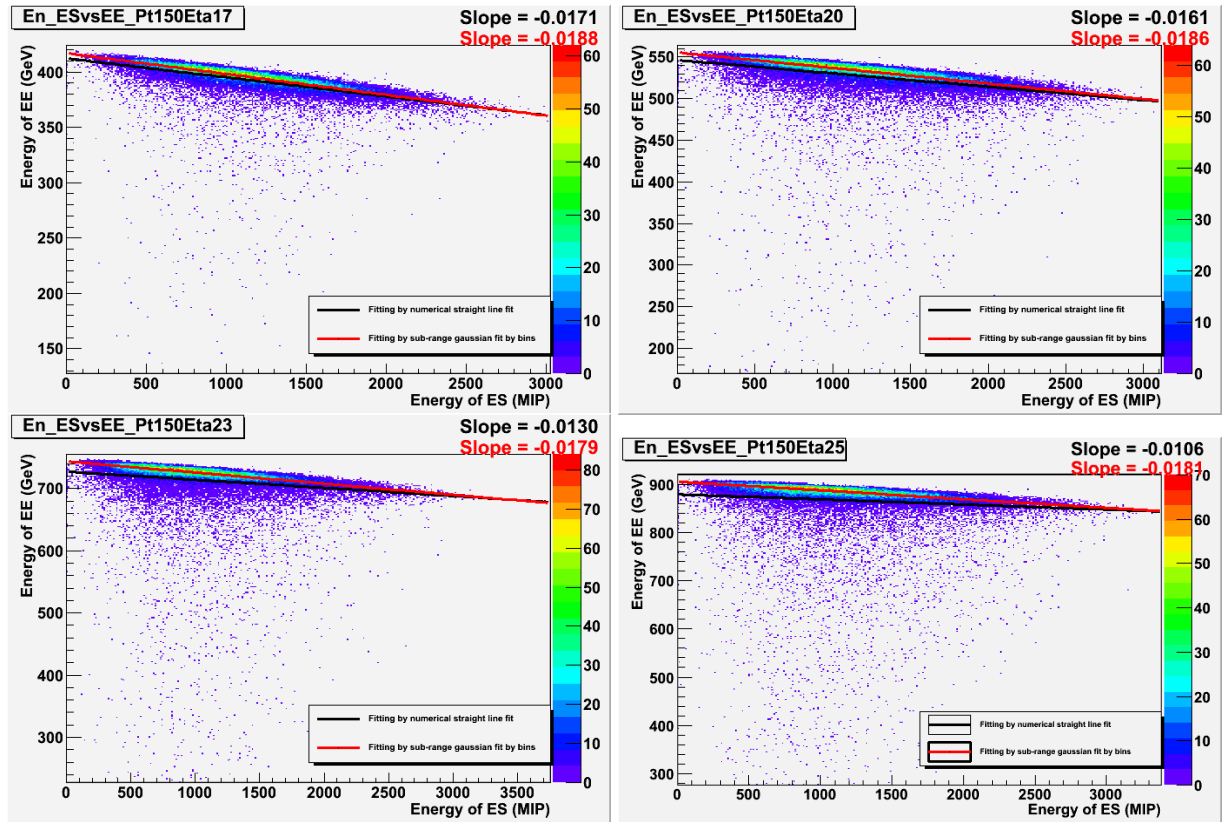 En_ESvsEE_Pt150Eta17
Slope = -0.0171
Slope = -0.0188
Energy of EE (GeV)
400
350
300
250
200
150
60
50
40
30
20
10
0
Fitting by numerical straight line fit
Fitting by sub-range gaussian fit by bins
0 500 1000 1500 2000 2500 3000
Energy of ES (MIP)
En_ESvsEE_Pt150Eta20
Slope = -0.0161
Slope = -0.0186
Energy of EE (GeV)
550
500
450
400
350
300
250
200
60
50
40
30
20
10
0
Fitting by numerical straight line fit
Fitting by sub-range gaussian fit by bins
0 500 1000 1500 2000 2500 3000
Energy of ES (MIP)
En_ESvsEE_Pt150Eta23
Slope = -0.0130
Slope = -0.0179
Energy of EE (GeV)
700
600
500
400
300
80
70
60
50
40
30
20
10
0
Fitting by numerical straight line fit
Fitting by sub-range gaussian fit by bins
0 500 1000 1500 2000 2500 3000 3500
Energy of ES (MIP)
En_ESvsEE_Pt150Eta25
Slope = -0.0106
Slope = -0.0181
Energy of EE (GeV)
900
800
700
600
500
400
300
70
60
50
40
30
20
10
0
Fitting by numerical straight line fit
Fitting by sub-range gaussian fit by bins
0 500 1000 1500 2000 2500 3000
Energy of ES (MIP)